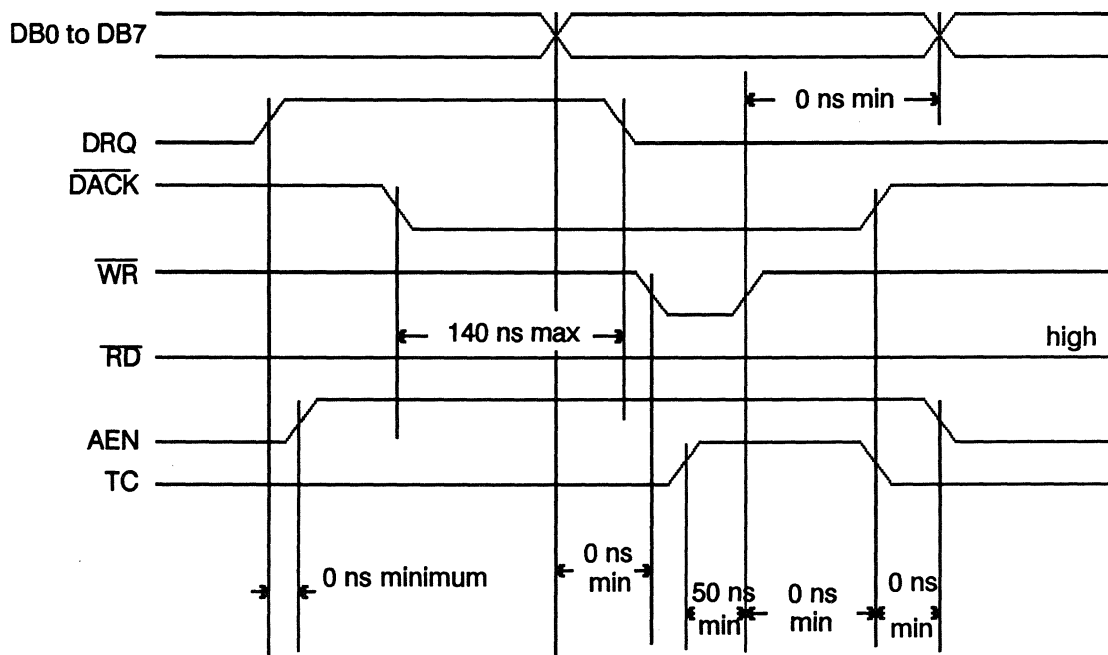 DB0 to DB7
0 ns min
DRQ
DACK
WR
140 ns max
RD
high
AEN
TC
0 ns minimum
0 ns
min
50 ns
min
0 ns
min
0 ns
min